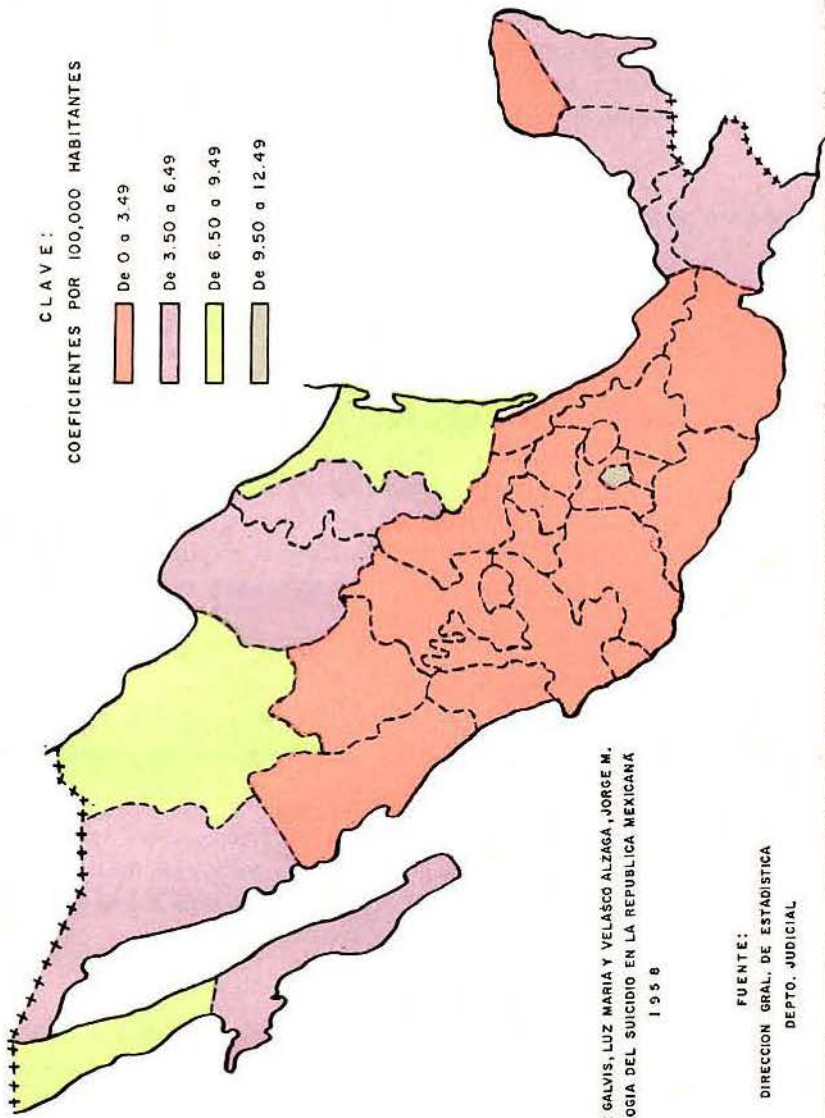 CLAVE:
COEFICIENTES POR 100,000 HABITANTES
De 0 a 3.49
De 3.50 a 6.49
De 6.50 a 9.49
De 9.50 a 12.49
GALVIS, LUZ MARIA Y VELASCO ALZAGA, JORGE M.
OGIA DEL SUICIDIO EN LA REPUBLICA MEXICANA
1958
FUENTE:
DIRECCION GRAL. DE ESTADISTICA
DEPTO. JUDICIAL